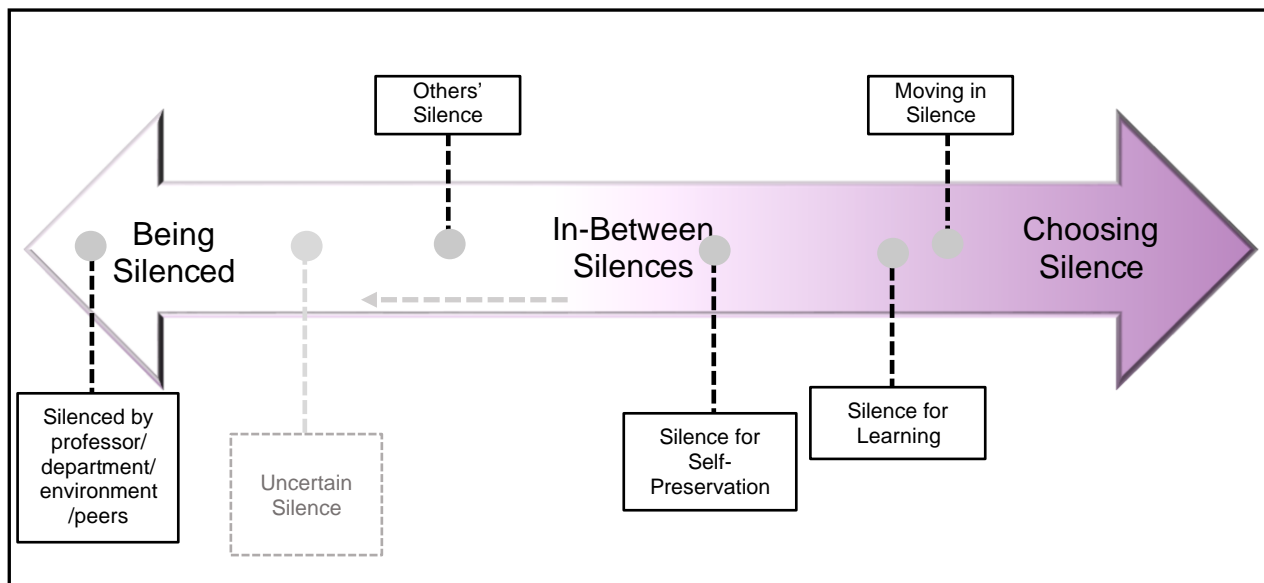 Others'
Silence
Moving in
Silence
Being
Silenced
In-Between
Silences
Choosing
Silence
Silenced by
professor/
department/
environment
/peers
Uncertain
Silence
Silence for
Self-
Preservation
Silence for
Learning